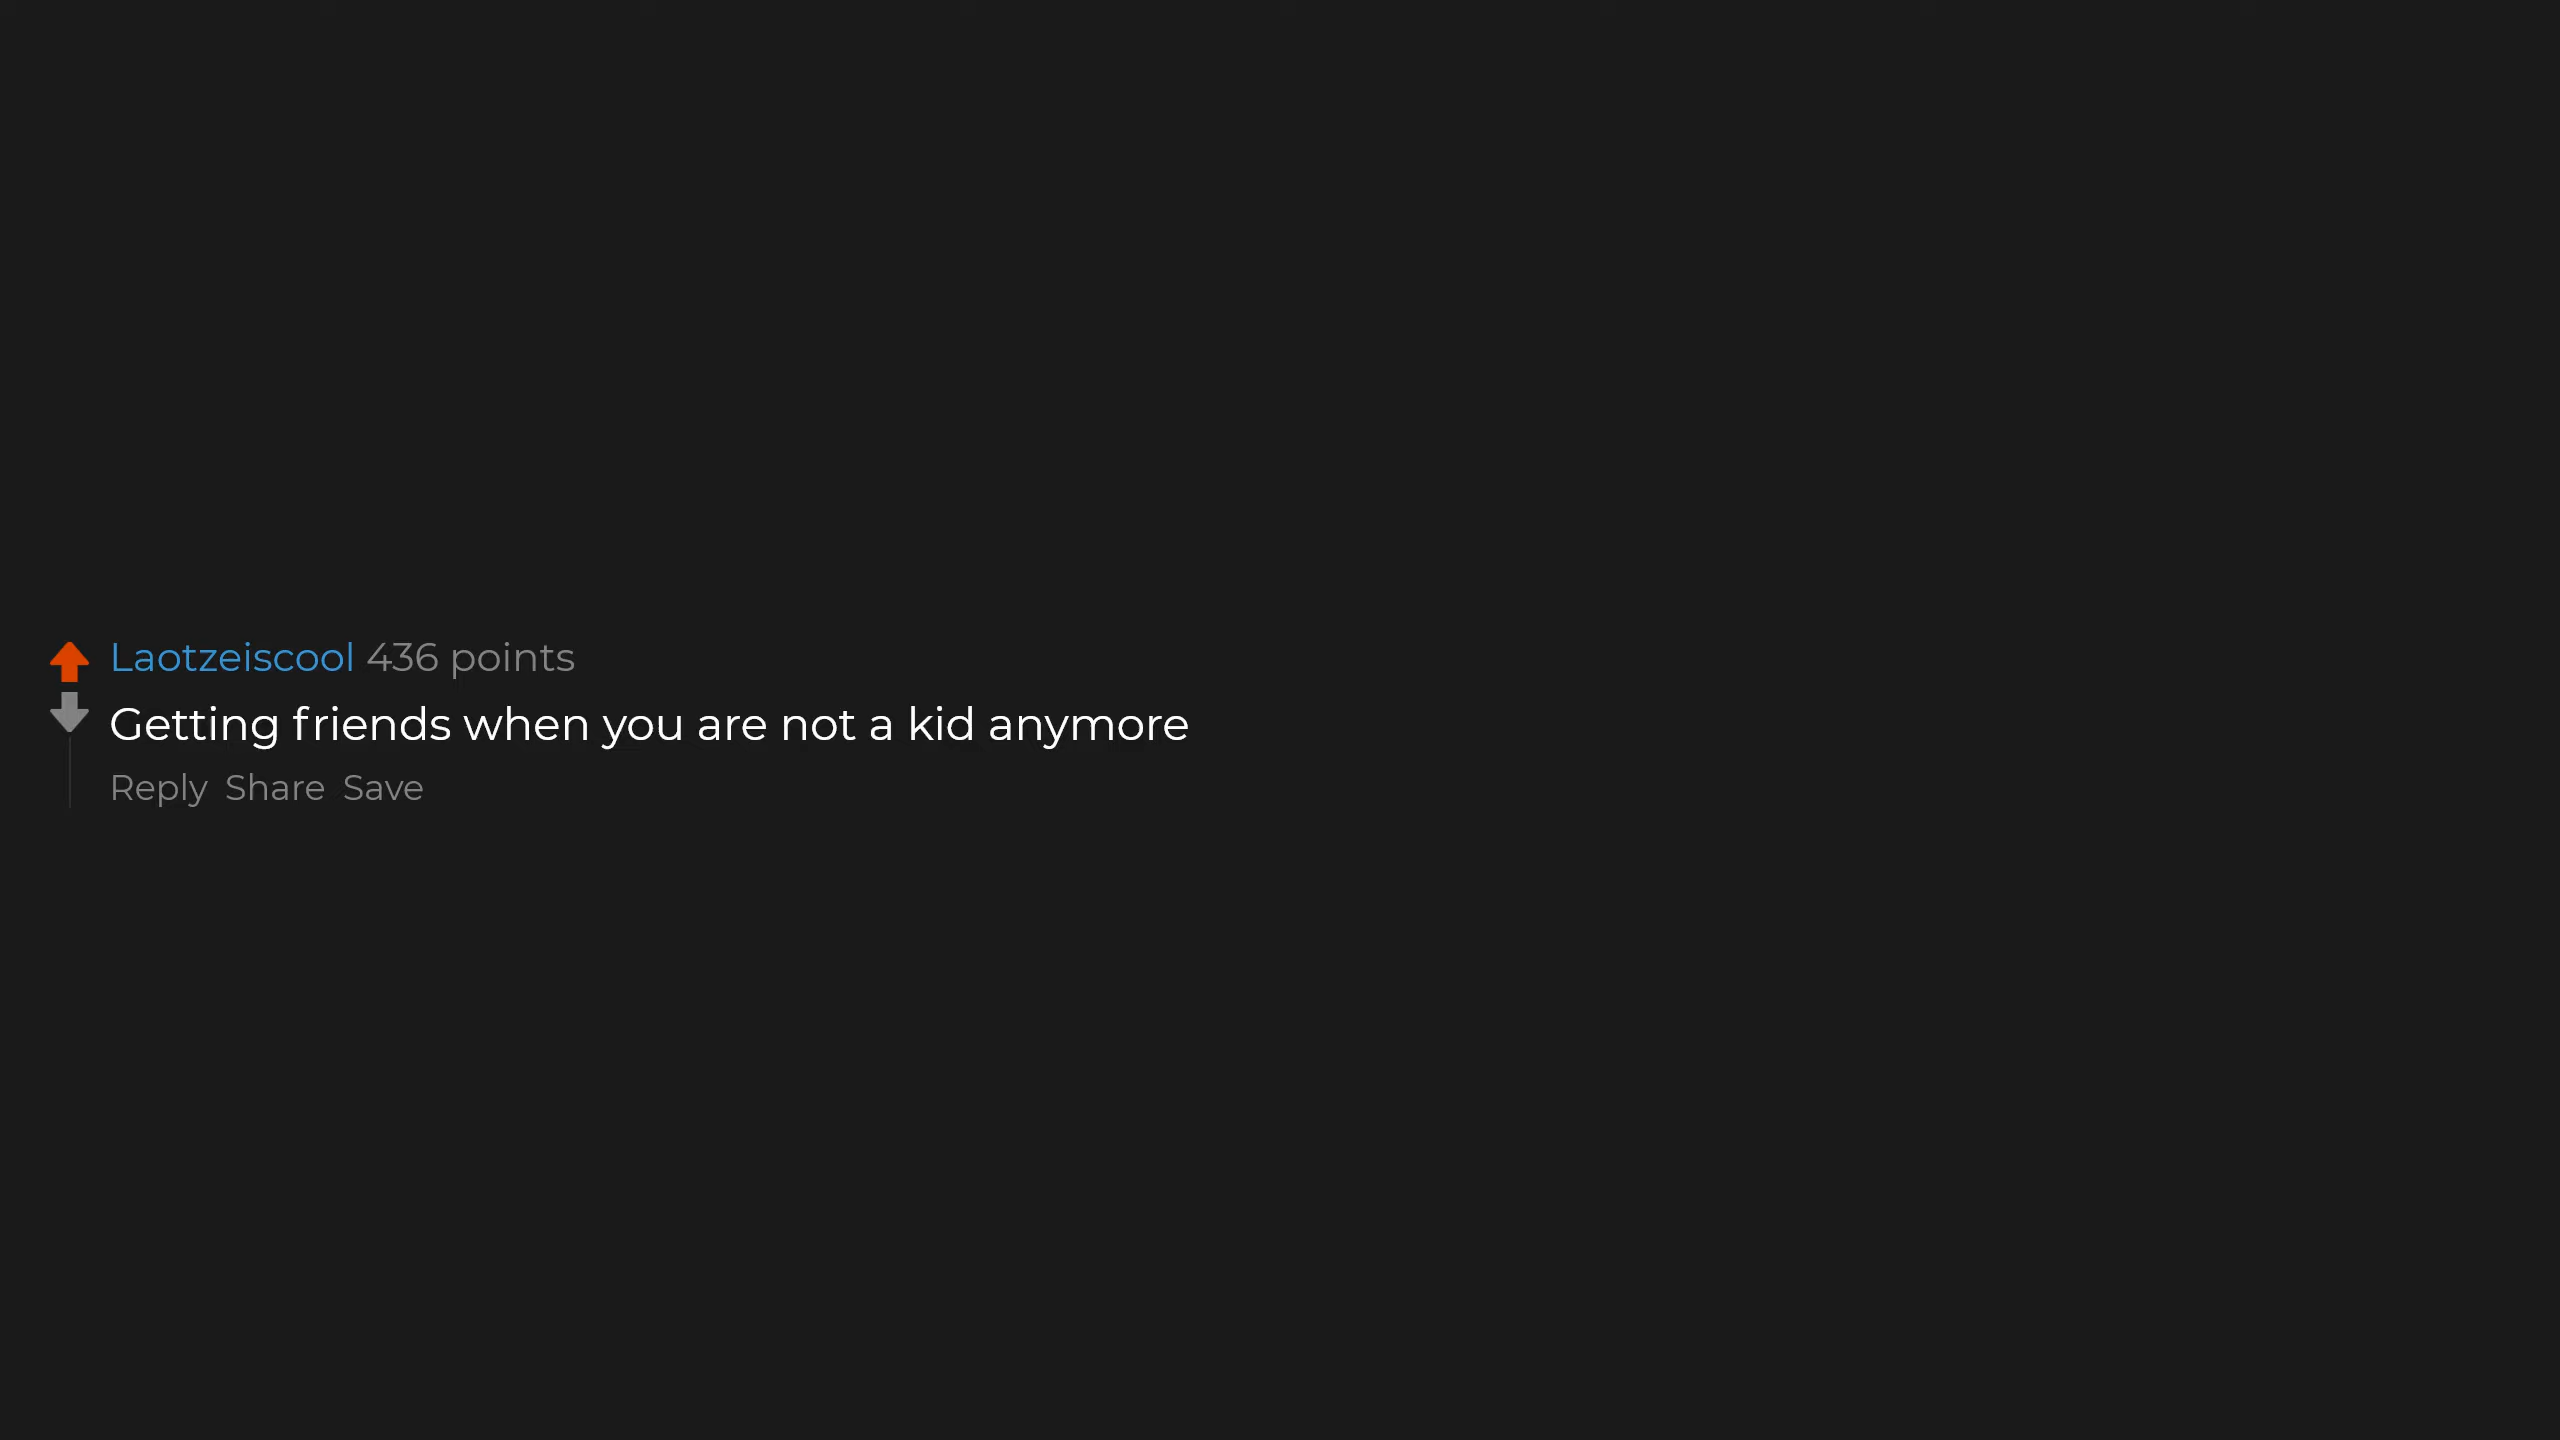 Laotzeiscool 436 points
Getting friends when you are not a kid anymore
Reply Share Save